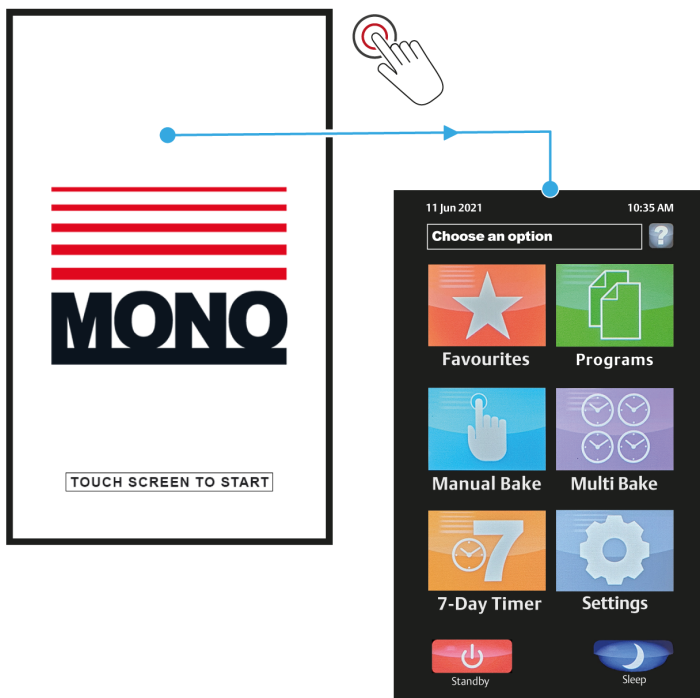 MONO
TOUCH SCREEN TO START
11 Jun 2021 10:35 AM
Choose an option ?
Favourites Programs
Manual Bake Multi Bake
7
7-Day Timer Settings
Standby Sleep